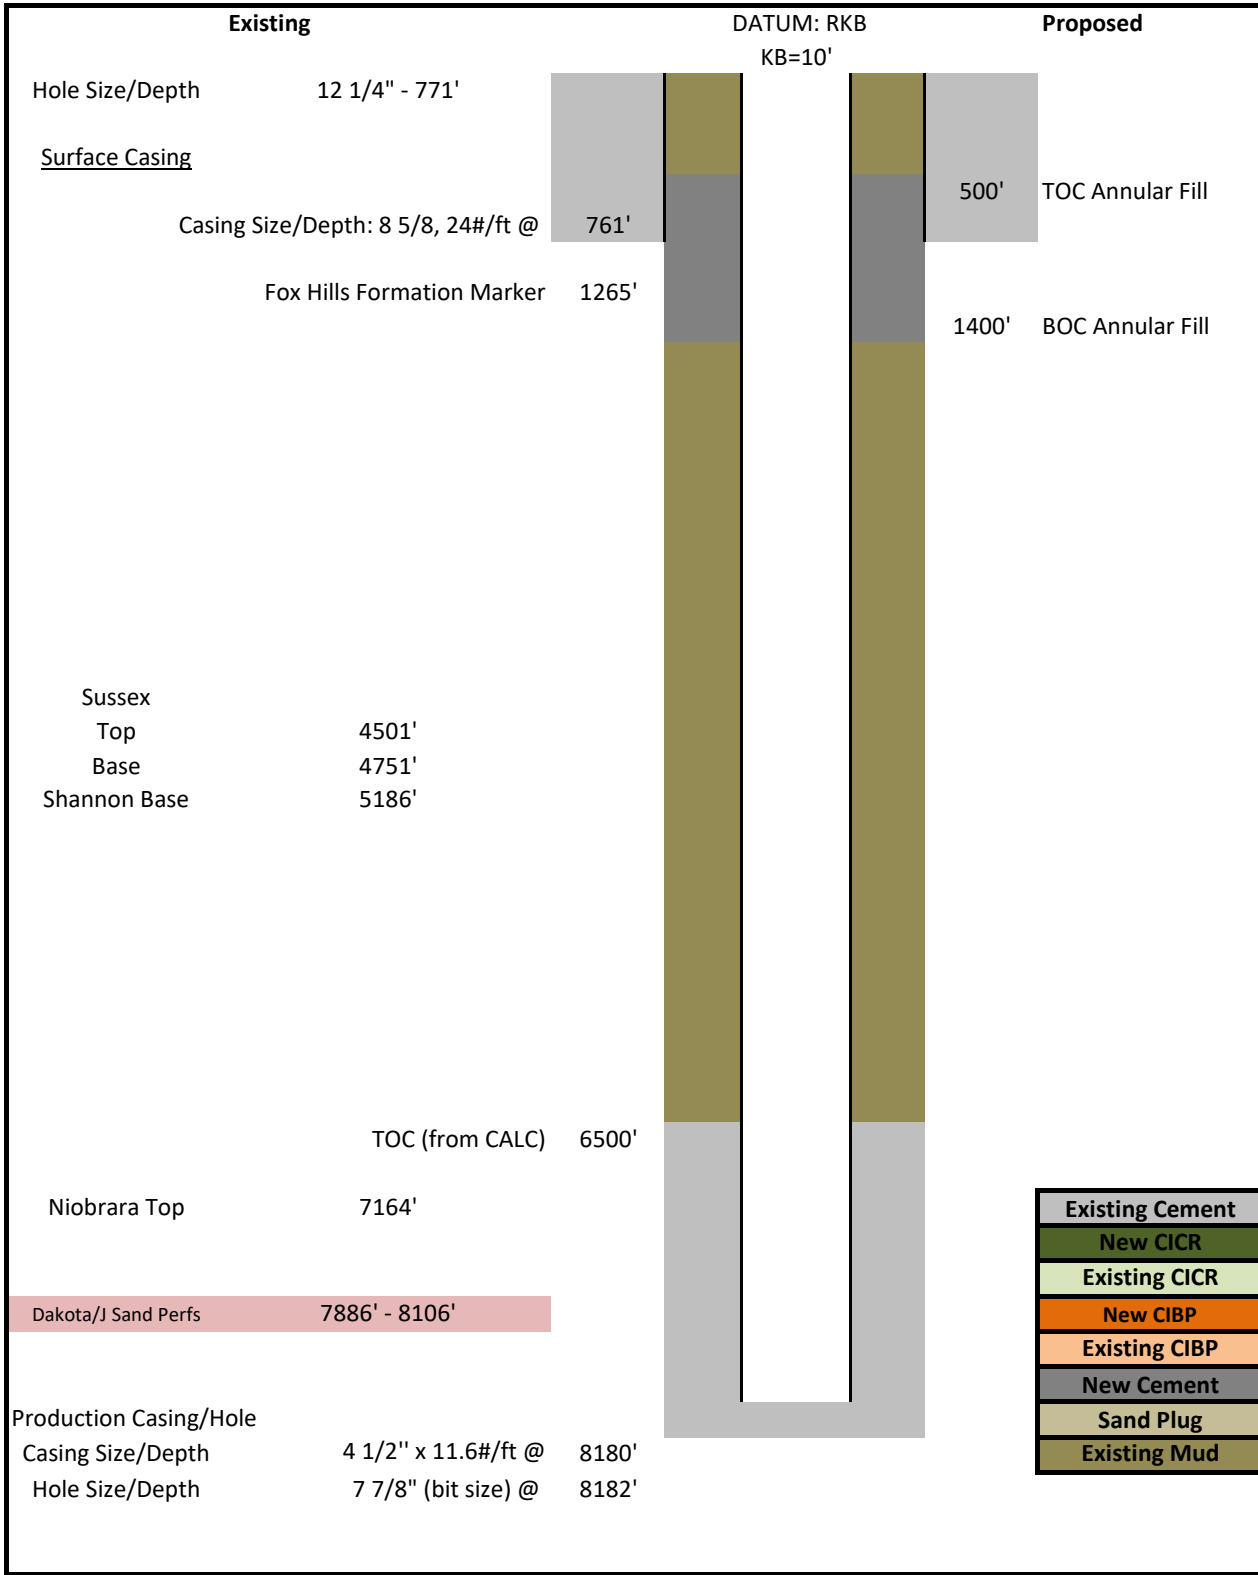 Existing DATUM: RKB Proposed
KB=10'
Hole Size/Depth 12 1/4" - 771'
Surface Casing
500' TOC Annular Fill
Casing Size/Depth: 8 5/8, 24#/ft @ 761'
Fox Hills Formation Marker 1265'
1400' BOC Annular Fill
Sussex
Top 4501'
Base 4751'
Shannon Base 5186'
TOC (from CALC) 6500'
Niobrara Top 7164'
Existing Cement
New CICR
Existing CICR
Dakota/J Sand Perfs 7886' - 8106'
New CIBP
Existing CIBP
New Cement
Production Casing/Hole
Sand Plug
Casing Size/Depth 4 1/2'' x 11.6#/ft @ 8180'
Existing Mud
Hole Size/Depth 7 7/8" (bit size) @ 8182'